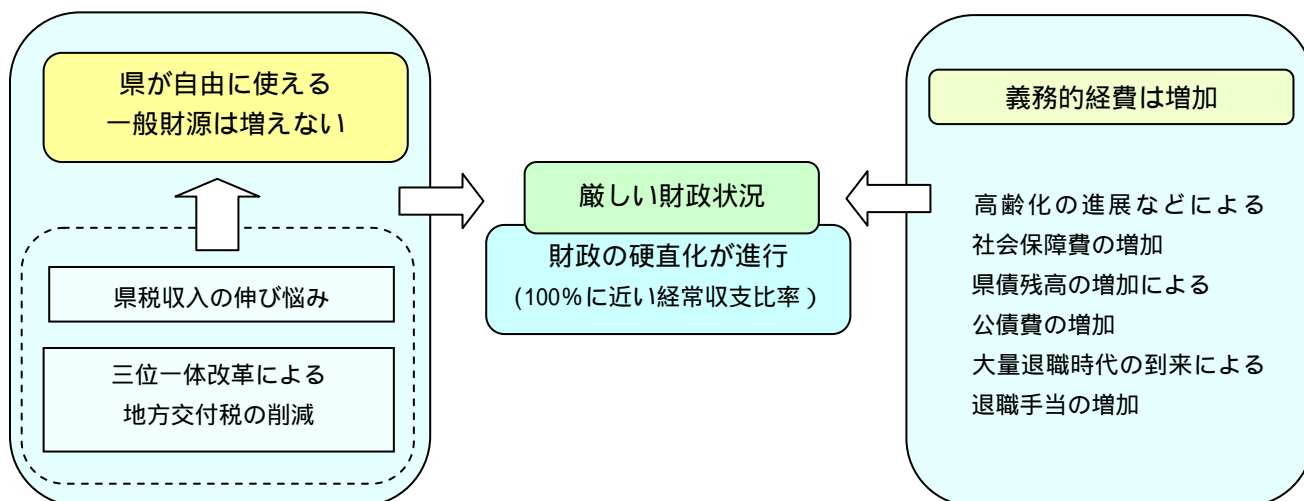 県が自由に使える
一般財源は増えない
県税収入の伸び悩み
三位一体改革による
地方交付税の削減
厳しい財政状況
財政の硬直化が進行
(100%に近い経常収支比率)
義務的経費は増加
高齢化の進展などによる
社会保障費の増加
県債残高の増加による
公債費の増加
大量退職時代の到来による
退職手当の増加